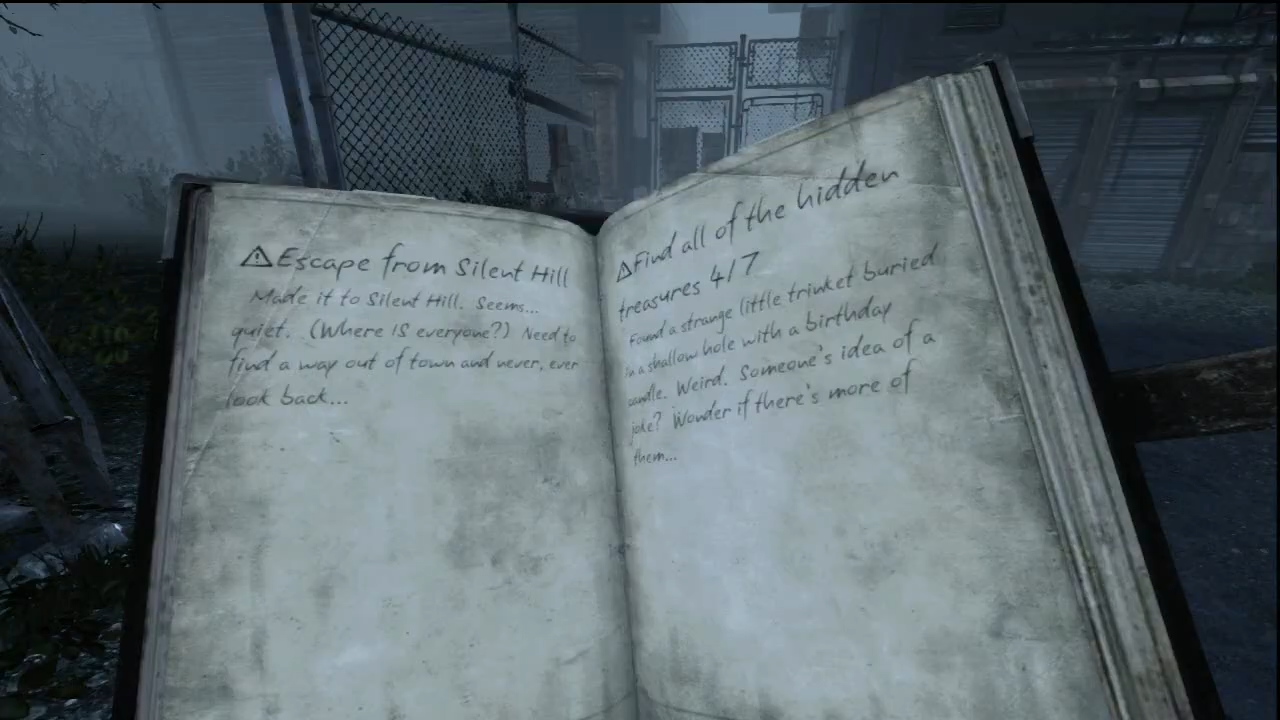 Escape from Silent Hill
Made it to Silent Hill. Seems...
quiet. (Where IS everyone?) Need to
find a way out of town and never, ever
look back...
Find all of the hidden
treasures 4/7
Found a strange little trinket buried
in a shallow hole with a birthday
candle. Weird. Someone's idea of a
joke? Wonder if there's more of
them...